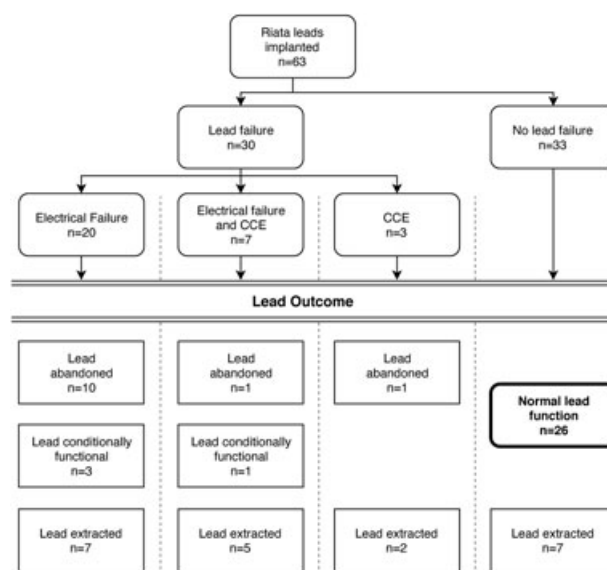 Riata leads
implanted
n=63
Lead failure
n=30
No lead failure
n=33
Electrical Failure
n=20
Electrical failure
and CCE
n=7
CCE
n=3
Lead Outcome
Lead
abandoned
n=10
Lead
abandoned
n=1
Lead
abandoned
n=1
Normal lead
function
n=26
Lead conditionally
functional
n=3
Lead conditionally
functional
n=1
Lead extracted
n=7
Lead extracted
n=5
Lead extracted
n=2
Lead extracted
n=7